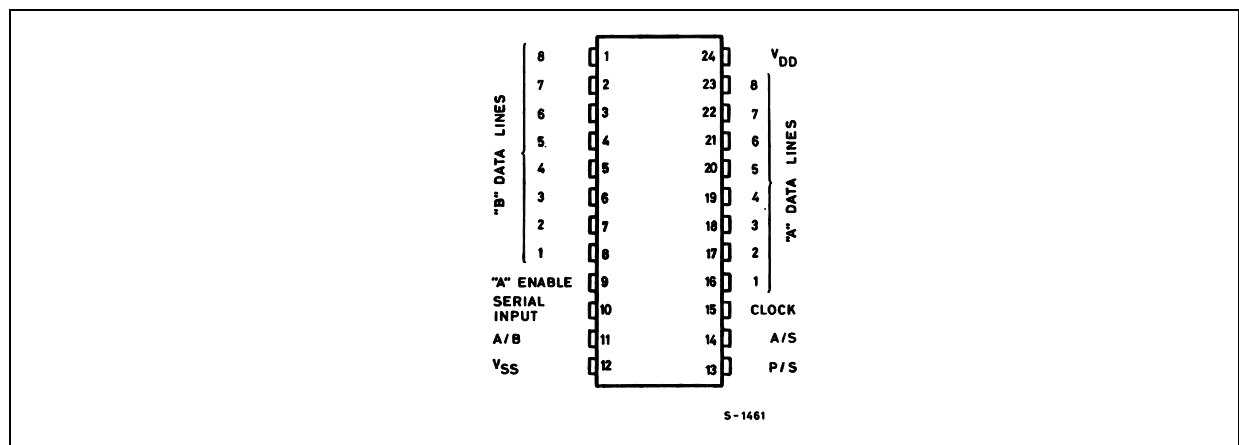 8 1 24 VDD
7 2 23 8
6 3 22 7
5 4 21 6
4 5 20 5
3 6 19 4
2 7 18 3
1 8 17 2
"A" ENABLE 9 16 1
SERIAL
INPUT 10 15 CLOCK
A/B 11 14 A/S
VSS 12 13 P/S
"B" DATA LINES
"A" DATA LINES
S-1461